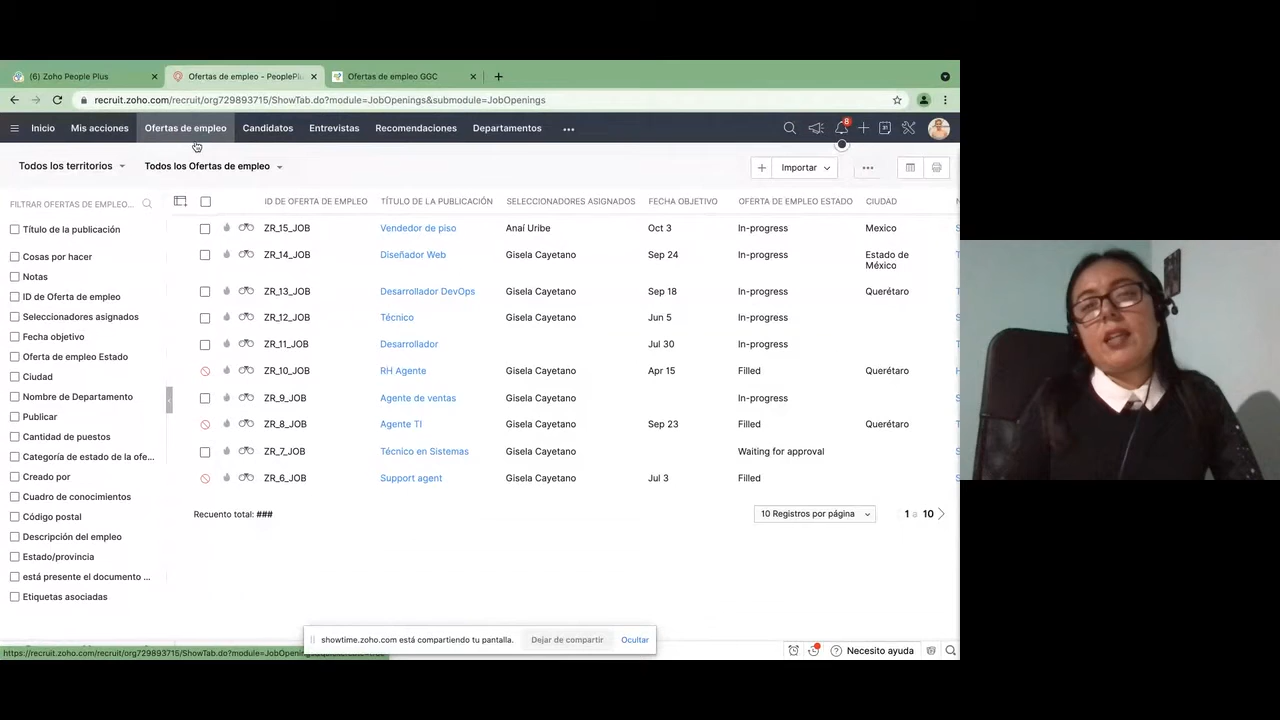 (6) Zoho People Plus
Ofertas de empleo - PeoplePlu
Ofertas de empleo GGC
recruit.zoho.com/recruit/org729893715/ShowTab.do?module=JobOpenings&submodule=JobOpenings
Inicio Mis acciones Ofertas de empleo Candidatos Entrevistas Recomendaciones Departamentos ••• 8
Todos los territorios Todos los Ofertas de empleo Importar
FILTRAR OFERTAS DE EMPLEO...
ID DE OFERTA DE EMPLEO TÍTULO DE LA PUBLICACIÓN SELECCIONADORES ASIGNADOS FECHA OBJETIVO OFERTA DE EMPLEO ESTADO CIUDAD
ZR_15_JOB Vendedor de piso Anaí Uribe Oct 3 In-progress Mexico
ZR_14_JOB Diseñador Web Gisela Cayetano Sep 24 In-progress Estado de
México
ZR_13_JOB Desarrollador DevOps Gisela Cayetano Sep 18 In-progress Querétaro
ZR_12_JOB Técnico Gisela Cayetano Jun 5 In-progress
ZR_11_JOB Desarrollador Jul 30 In-progress
ZR_10_JOB RH Agente Gisela Cayetano Apr 15 Filled Querétaro
ZR_9_JOB Agente de ventas Gisela Cayetano In-progress
ZR_8_JOB Agente TI Gisela Cayetano Sep 23 Filled Querétaro
ZR_7_JOB Técnico en Sistemas Gisela Cayetano Waiting for approval
ZR_6_JOB Support agent Gisela Cayetano Jul 3 Filled
Título de la publicación
Cosas por hacer
Notas
ID de Oferta de empleo
Seleccionadores asignados
Fecha objetivo
Oferta de empleo Estado
Ciudad
Nombre de Departamento
Publicar
Cantidad de puestos
Categoría de estado de la ofe...
Creado por
Cuadro de conocimientos
Código postal
Descripción del empleo
Estado/provincia
está presente el documento ...
Etiquetas asociadas
Recuento total: ###
10 Registros por página
1 a 10
showtime.zoho.com está compartiendo tu pantalla. Dejar de compartir Ocultar
Necesito ayuda